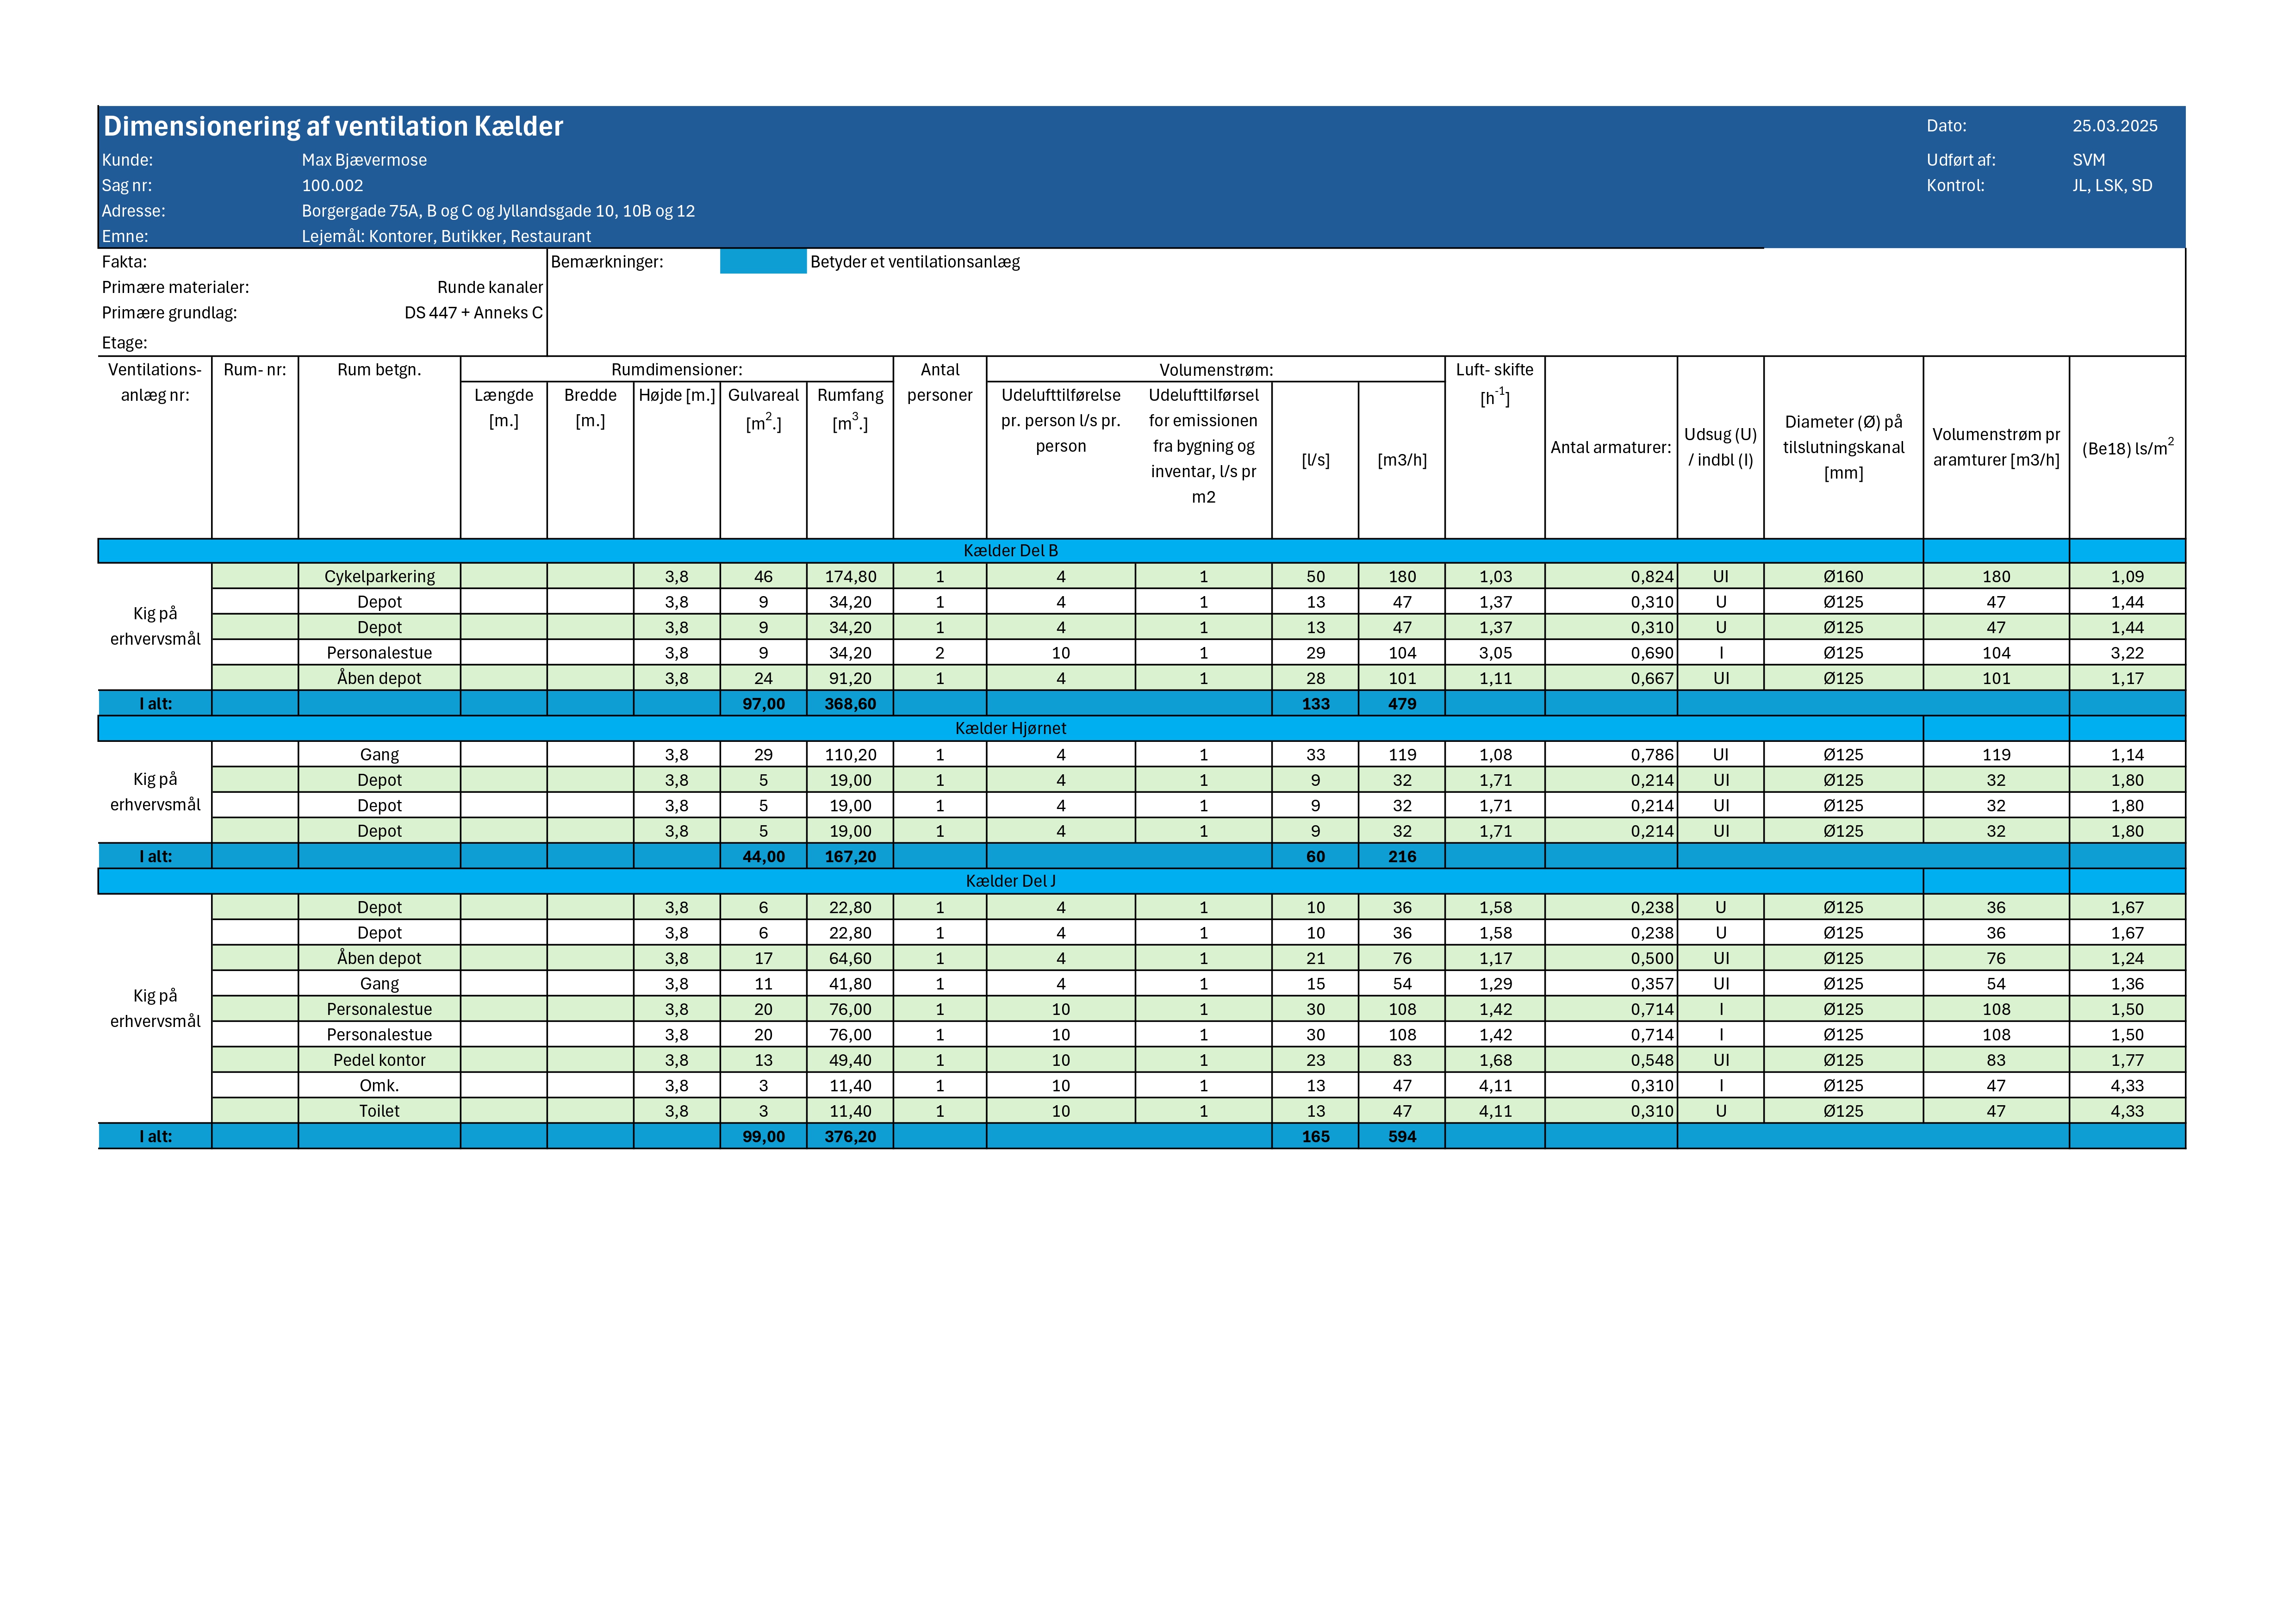 Dimensionering af ventilation Kælder
Dato: 25.03.2025
Kunde: Max Bjævermose
Udført af: SVM
Sag nr: 100.002
Kontrol: JL, LSK, SD
Adresse: Borgergade 75A, B og C og Jyllandsgade 10, 10B og 12
Emne: Lejemål: Kontorer, Butikker, Restaurant
Fakta:
Bemærkninger: Betyder et ventilationsanlæg
Primære materialer: Runde kanaler
Primære grundlag: DS 447 + Anneks C
Etage:
Ventilations-
anlæg nr:
Rum- nr:
Rum betgn.
Rumdimensioner:
Længde
[m.]
Bredde
[m.]
Højde [m.]
Gulvareal
[m2.]
Rumfang
[m3.]
Antal
personer
Volumenstrøm:
Udelufttilførelse
pr. person l/s pr.
person
Udelufttilførsel
for emissionen
fra bygning og
inventar, l/s pr
m2
[l/s]
[m3/h]
Luft- skifte
[h-1]
Antal armaturer:
Udsug (U)
/ indbl (I)
Diameter (Ø) på
tilslutningskanal
[mm]
Volumenstrøm pr
aramturer [m3/h]
(Be18) ls/m2
Kælder Del B
Kig på
erhvervsmål
Cykelparkering 3,8 46 174,80 1 4 1 50 180 1,03 0,824 UI Ø160 180 1,09
Depot 3,8 9 34,20 1 4 1 13 47 1,37 0,310 U Ø125 47 1,44
Depot 3,8 9 34,20 1 4 1 13 47 1,37 0,310 U Ø125 47 1,44
Personalestue 3,8 9 34,20 2 10 1 29 104 3,05 0,690 I Ø125 104 3,22
Åben depot 3,8 24 91,20 1 4 1 28 101 1,11 0,667 UI Ø125 101 1,17
I alt: 97,00 368,60 133 479
Kælder Hjørnet
Kig på
erhvervsmål
Gang 3,8 29 110,20 1 4 1 33 119 1,08 0,786 UI Ø125 119 1,14
Depot 3,8 5 19,00 1 4 1 9 32 1,71 0,214 UI Ø125 32 1,80
Depot 3,8 5 19,00 1 4 1 9 32 1,71 0,214 UI Ø125 32 1,80
Depot 3,8 5 19,00 1 4 1 9 32 1,71 0,214 UI Ø125 32 1,80
I alt: 44,00 167,20 60 216
Kælder Del J
Kig på
erhvervsmål
Depot 3,8 6 22,80 1 4 1 10 36 1,58 0,238 U Ø125 36 1,67
Depot 3,8 6 22,80 1 4 1 10 36 1,58 0,238 U Ø125 36 1,67
Åben depot 3,8 17 64,60 1 4 1 21 76 1,17 0,500 UI Ø125 76 1,24
Gang 3,8 11 41,80 1 4 1 15 54 1,29 0,357 UI Ø125 54 1,36
Personalestue 3,8 20 76,00 1 10 1 30 108 1,42 0,714 I Ø125 108 1,50
Personalestue 3,8 20 76,00 1 10 1 30 108 1,42 0,714 I Ø125 108 1,50
Pedel kontor 3,8 13 49,40 1 10 1 23 83 1,68 0,548 UI Ø125 83 1,77
Omk. 3,8 3 11,40 1 10 1 13 47 4,11 0,310 I Ø125 47 4,33
Toilet 3,8 3 11,40 1 10 1 13 47 4,11 0,310 U Ø125 47 4,33
I alt: 99,00 376,20 165 594